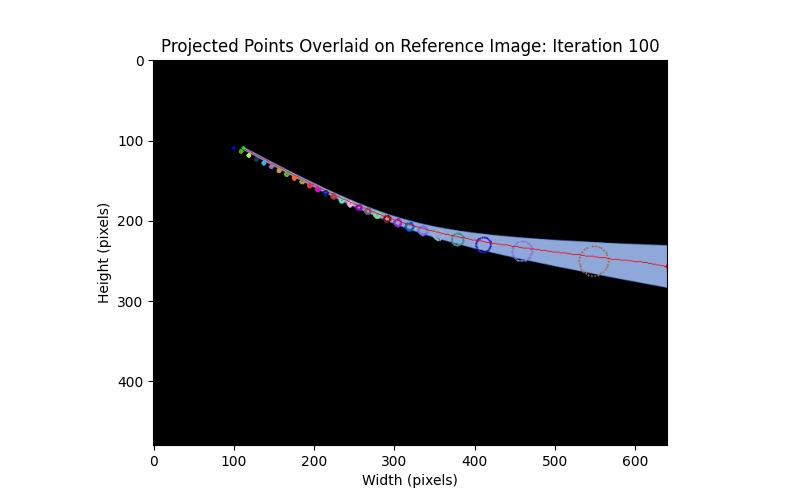 Projected Points Overlaid on Reference Image: Iteration 100
0
100
200
300
400
Height (pixels)
0 100 200 300 400 500 600
Width (pixels)